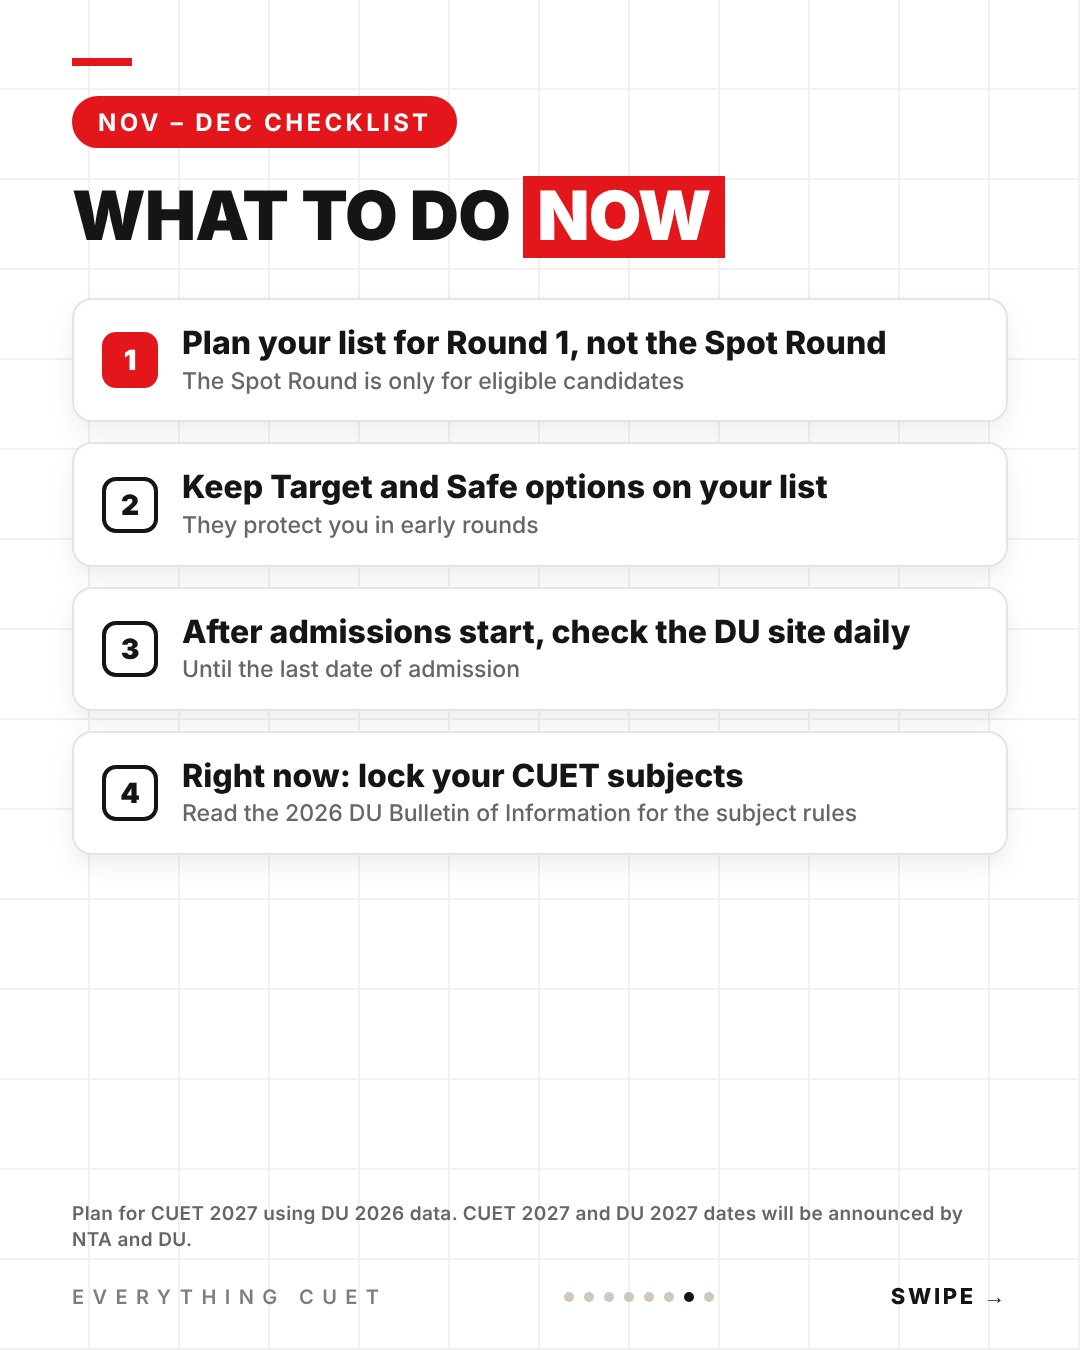 NOV – DEC CHECKLIST
WHAT TO DO NOW
1
Plan your list for Round 1, not the Spot Round
The Spot Round is only for eligible candidates
2
Keep Target and Safe options on your list
They protect you in early rounds
3
After admissions start, check the DU site daily
Until the last date of admission
4
Right now: lock your CUET subjects
Read the 2026 DU Bulletin of Information for the subject rules
Plan for CUET 2027 using DU 2026 data. CUET 2027 and DU 2027 dates will be announced by
NTA and DU.
EVERYTHING CUET
SWIPE →